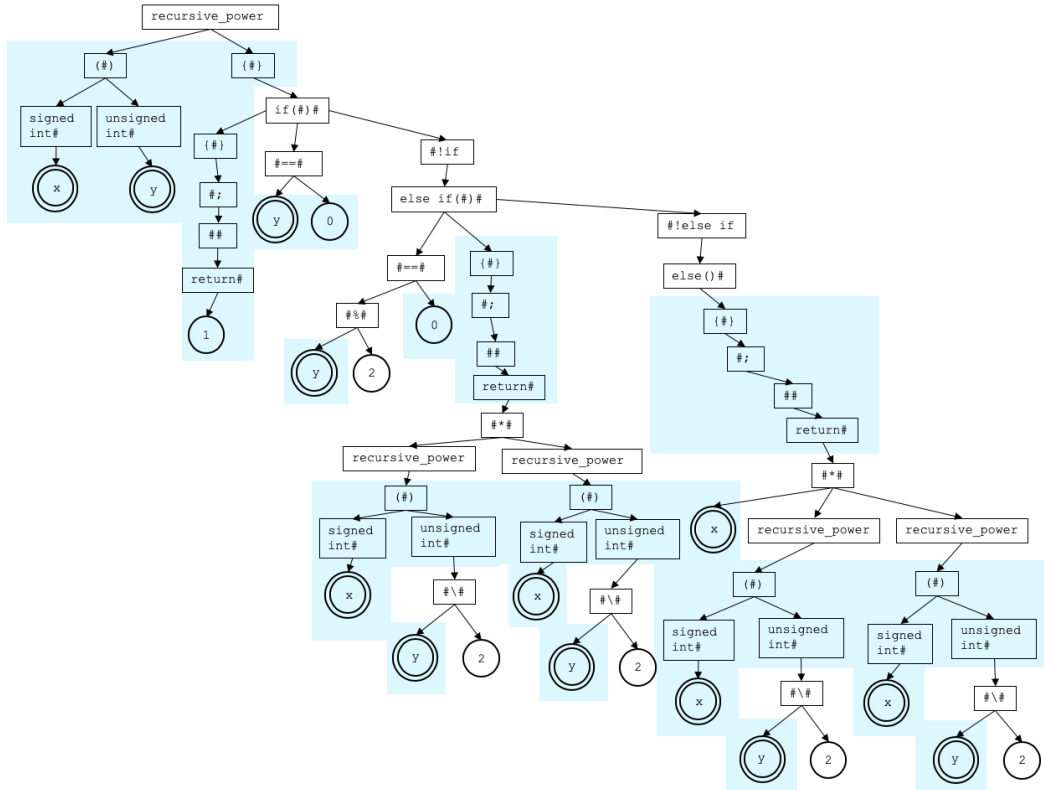 recursive_power
(#)
{#}
signed
int#
unsigned
int#
if(#)#
{#}
#==#
#!if
x
y
#;
y
0
else if(#)#
##
#!else if
return#
#==#
{#}
else()#
1
#%#
0
#;
{#}
y
2
##
#;
return#
##
#*#
return#
recursive_power
recursive_power
#*#
(#)
(#)
x
recursive_power
recursive_power
signed
int#
unsigned
int#
signed
int#
unsigned
int#
x
#\#
x
#\#
(#)
(#)
y
2
y
2
signed
int#
unsigned
int#
signed
int#
unsigned
int#
x
#\#
x
#\#
y
2
y
2